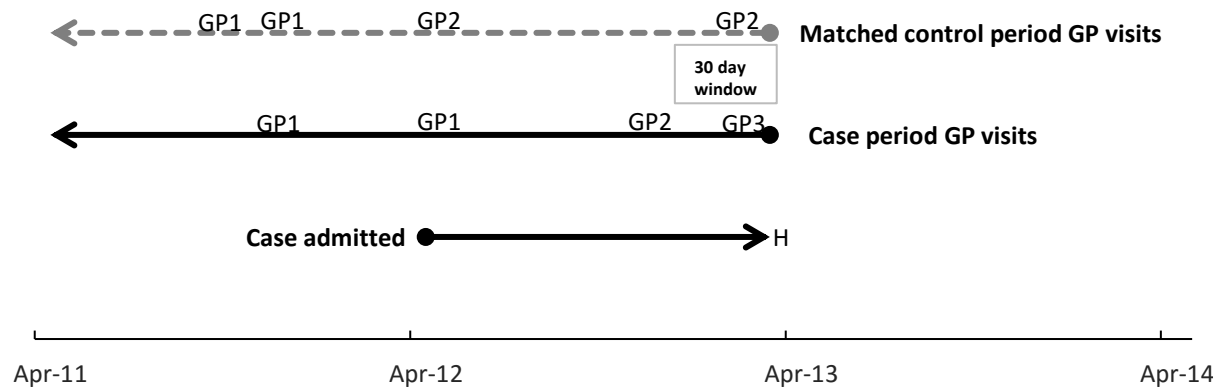 GP1 GP1 GP2 GP2 Matched control period GP visits
30 day
window
GP1 GP1 GP2 GP3 Case period GP visits
Case admitted H
Apr-11 Apr-12 Apr-13 Apr-14